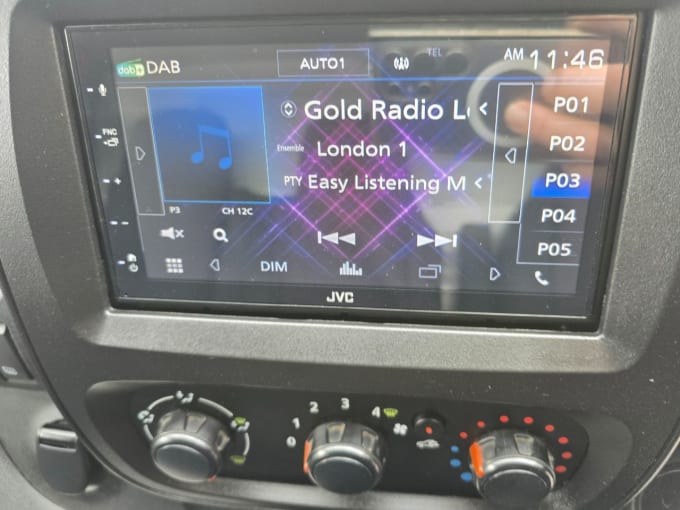 dab+ DAB
AUTO1
TEL
AM 11:46
Gold Radio L
Ensemble London 1
PTY Easy Listening M
P3
CH 12C
P01
P02
P03
P04
P05
FNC
+
-
DIM
JVC
0
1
2
3
4